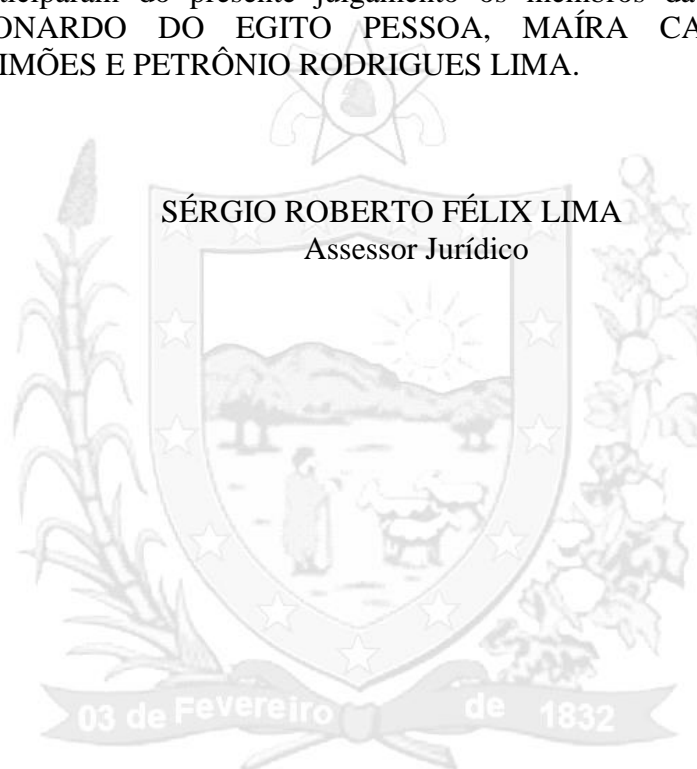 ticiparam do presente julgamento os membros da
ONARDO DO EGITO PESSOA, MAÍRA CA
IMÕES E PETRÔNIO RODRIGUES LIMA.
SÉRGIO ROBERTO FÉLIX LIMA
Assessor Jurídico
03 de Fevereiro de 1832